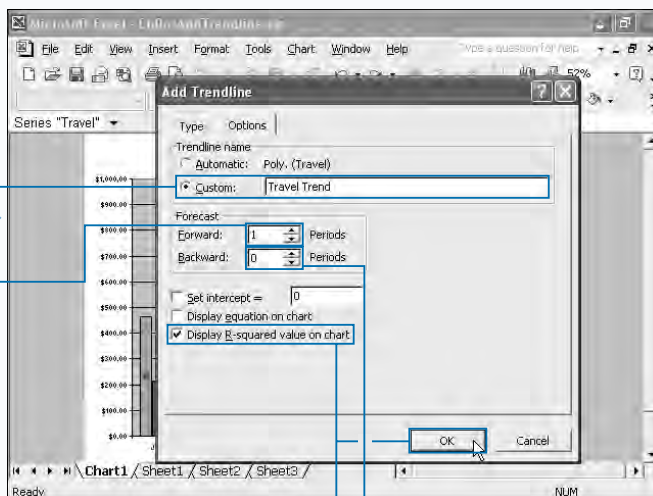 Microsoft Excel -
File Edit View Insert Format Tools Chart Window Help Type a question for help
52%
Add Trendline
Series "Travel"
Type Options
Trendline name
Automatic: Poly. (Travel)
Custom: Travel Trend
Forecast
Forward: 1 Periods
Backward: 0 Periods
Set intercept = 0
Display equation on chart
Display R-squared value on chart
OK Cancel
$1,000.00
$900.00
$800.00
$700.00
$600.00
$500.00
$400.00
$300.00
$200.00
$100.00
$0.00
Chart1 / Sheet1 / Sheet2 / Sheet3 /
Ready NUM